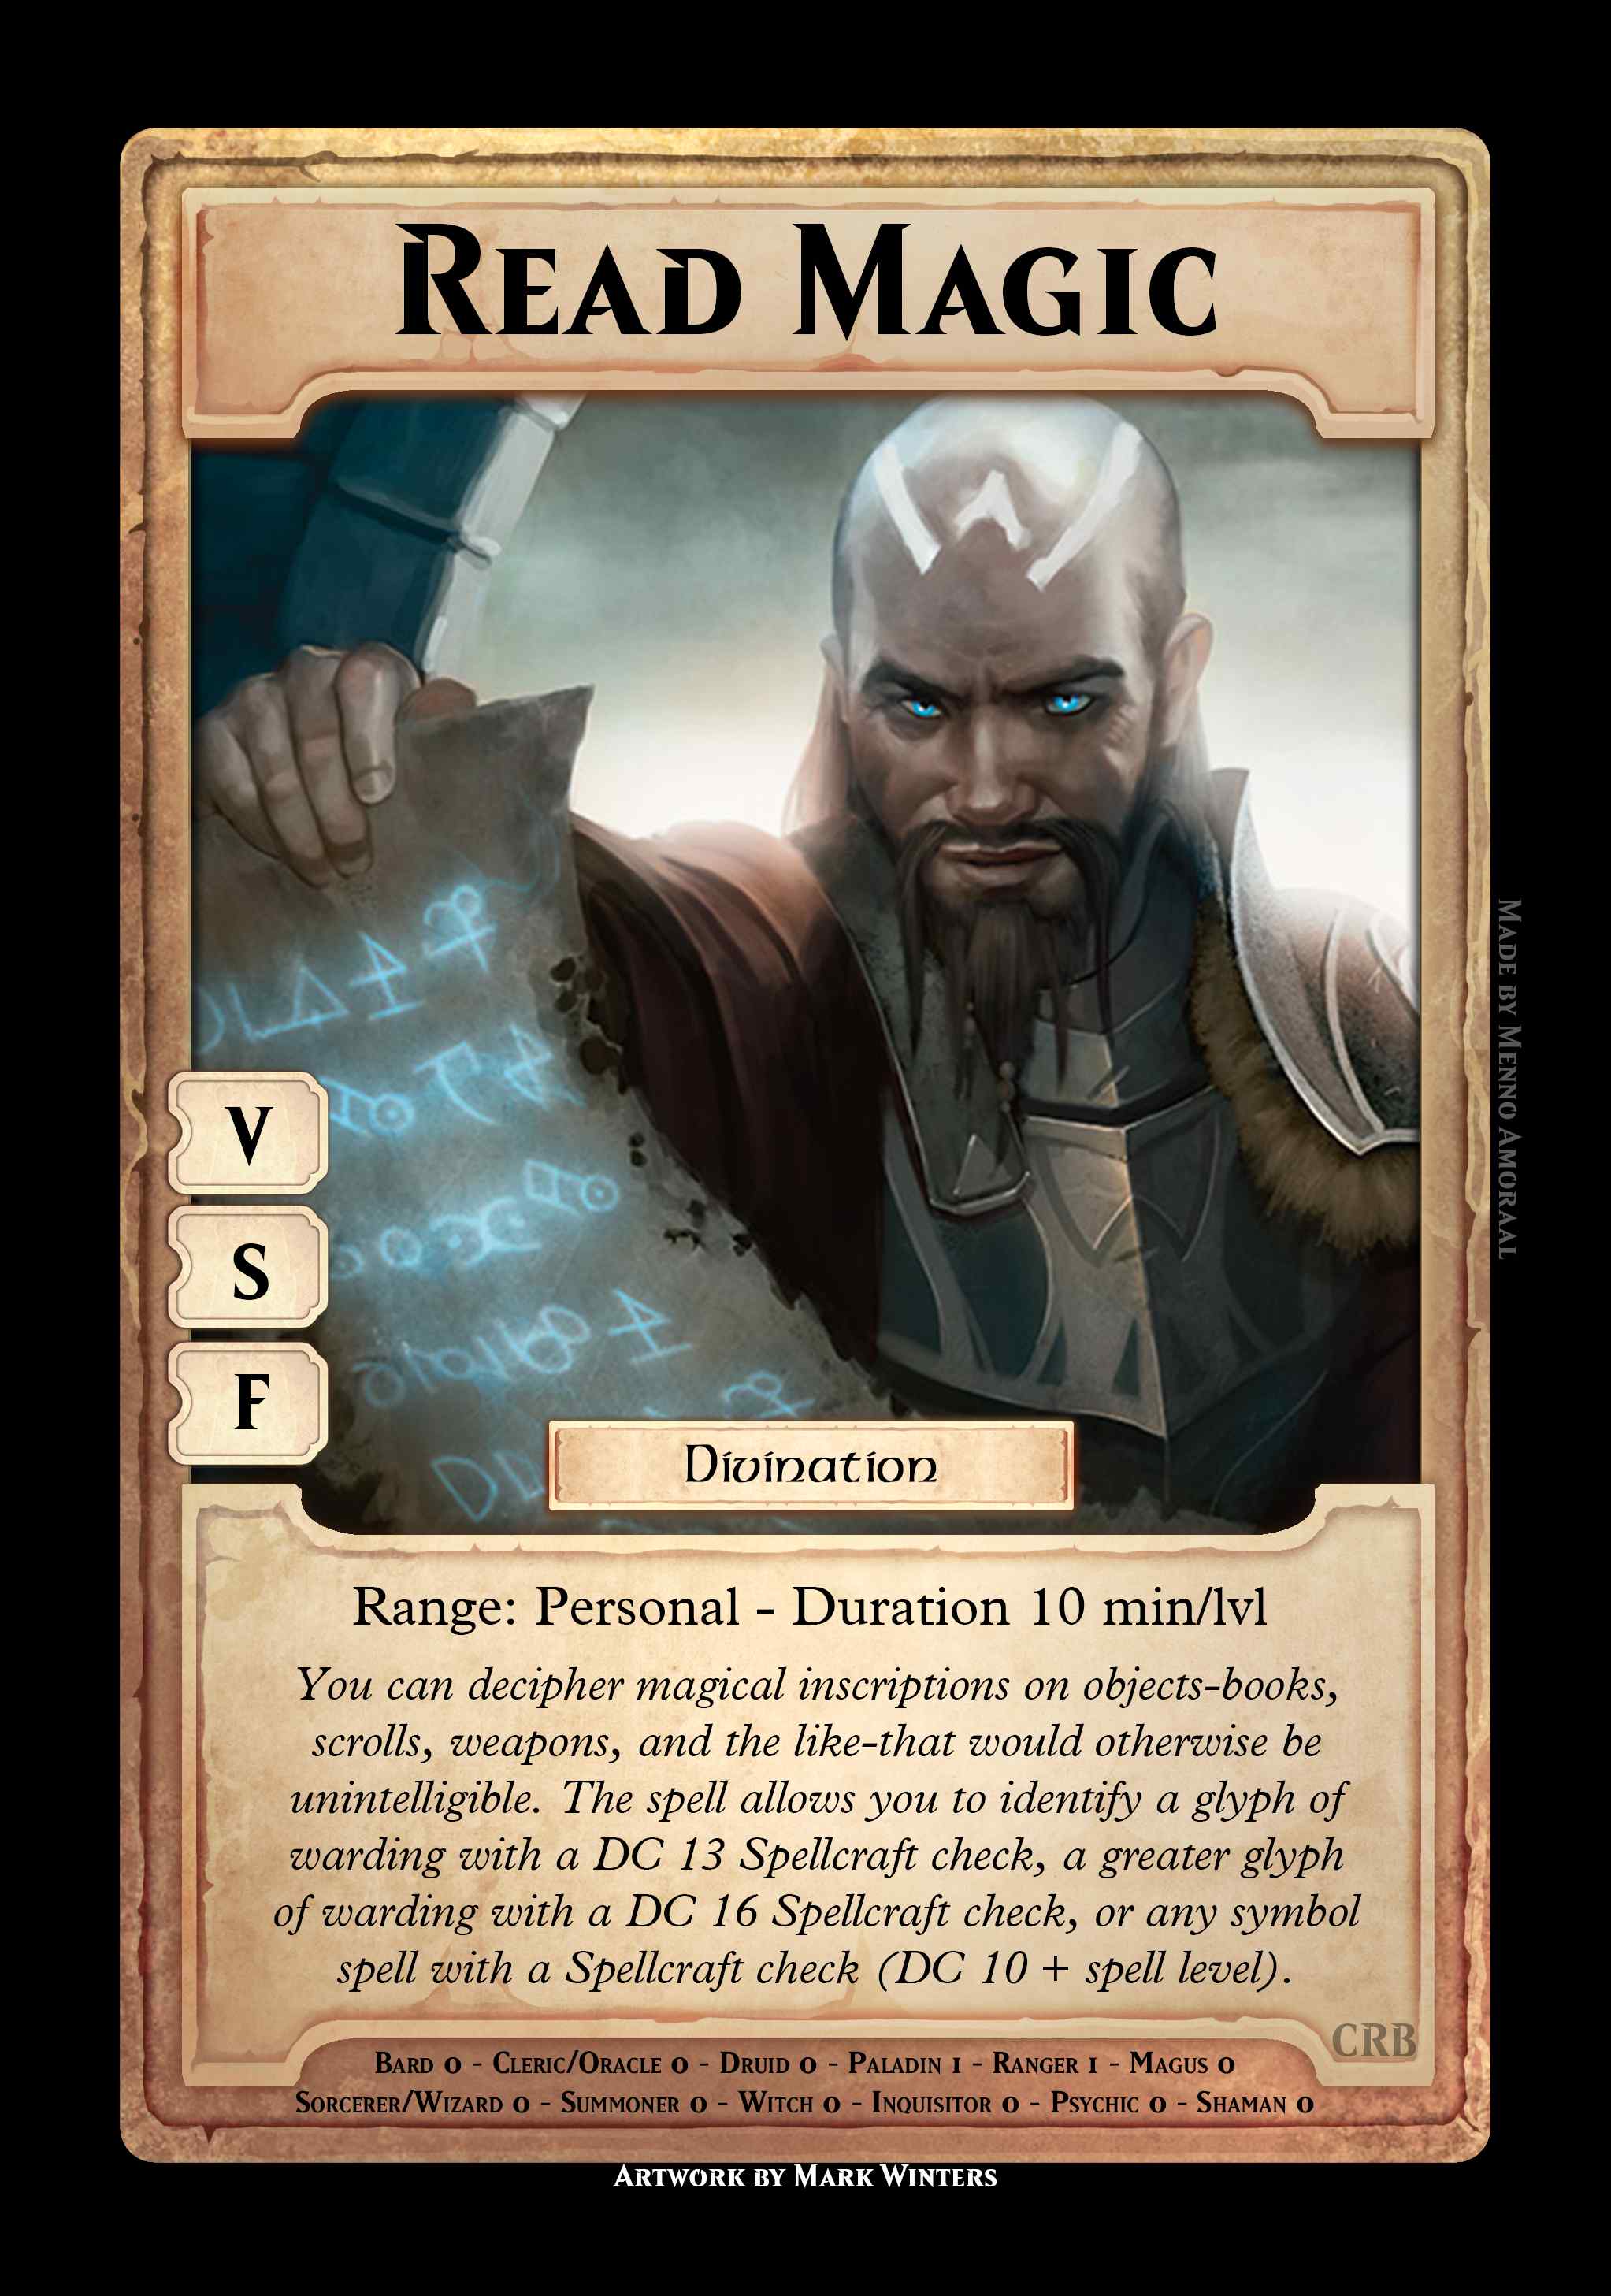 Read Magic
V
S
F
Divination
Range: Personal - Duration 10 min/lvl
You can decipher magical inscriptions on objects-books,
scrolls, weapons, and the like-that would otherwise be
unintelligible. The spell allows you to identify a glyph of
warding with a DC 13 Spellcraft check, a greater glyph
of warding with a DC 16 Spellcraft check, or any symbol
spell with a Spellcraft check (DC 10 + spell level).
CRB
Bard 0 - Cleric/Oracle 0 - Druid 0 - Paladin 1 - Ranger 1 - Magus 0
Sorcerer/Wizard 0 - Summoner 0 - Witch 0 - Inquisitor 0 - Psychic 0 - Shaman 0
Artwork by Mark Winters
Made by Menno Amoraal